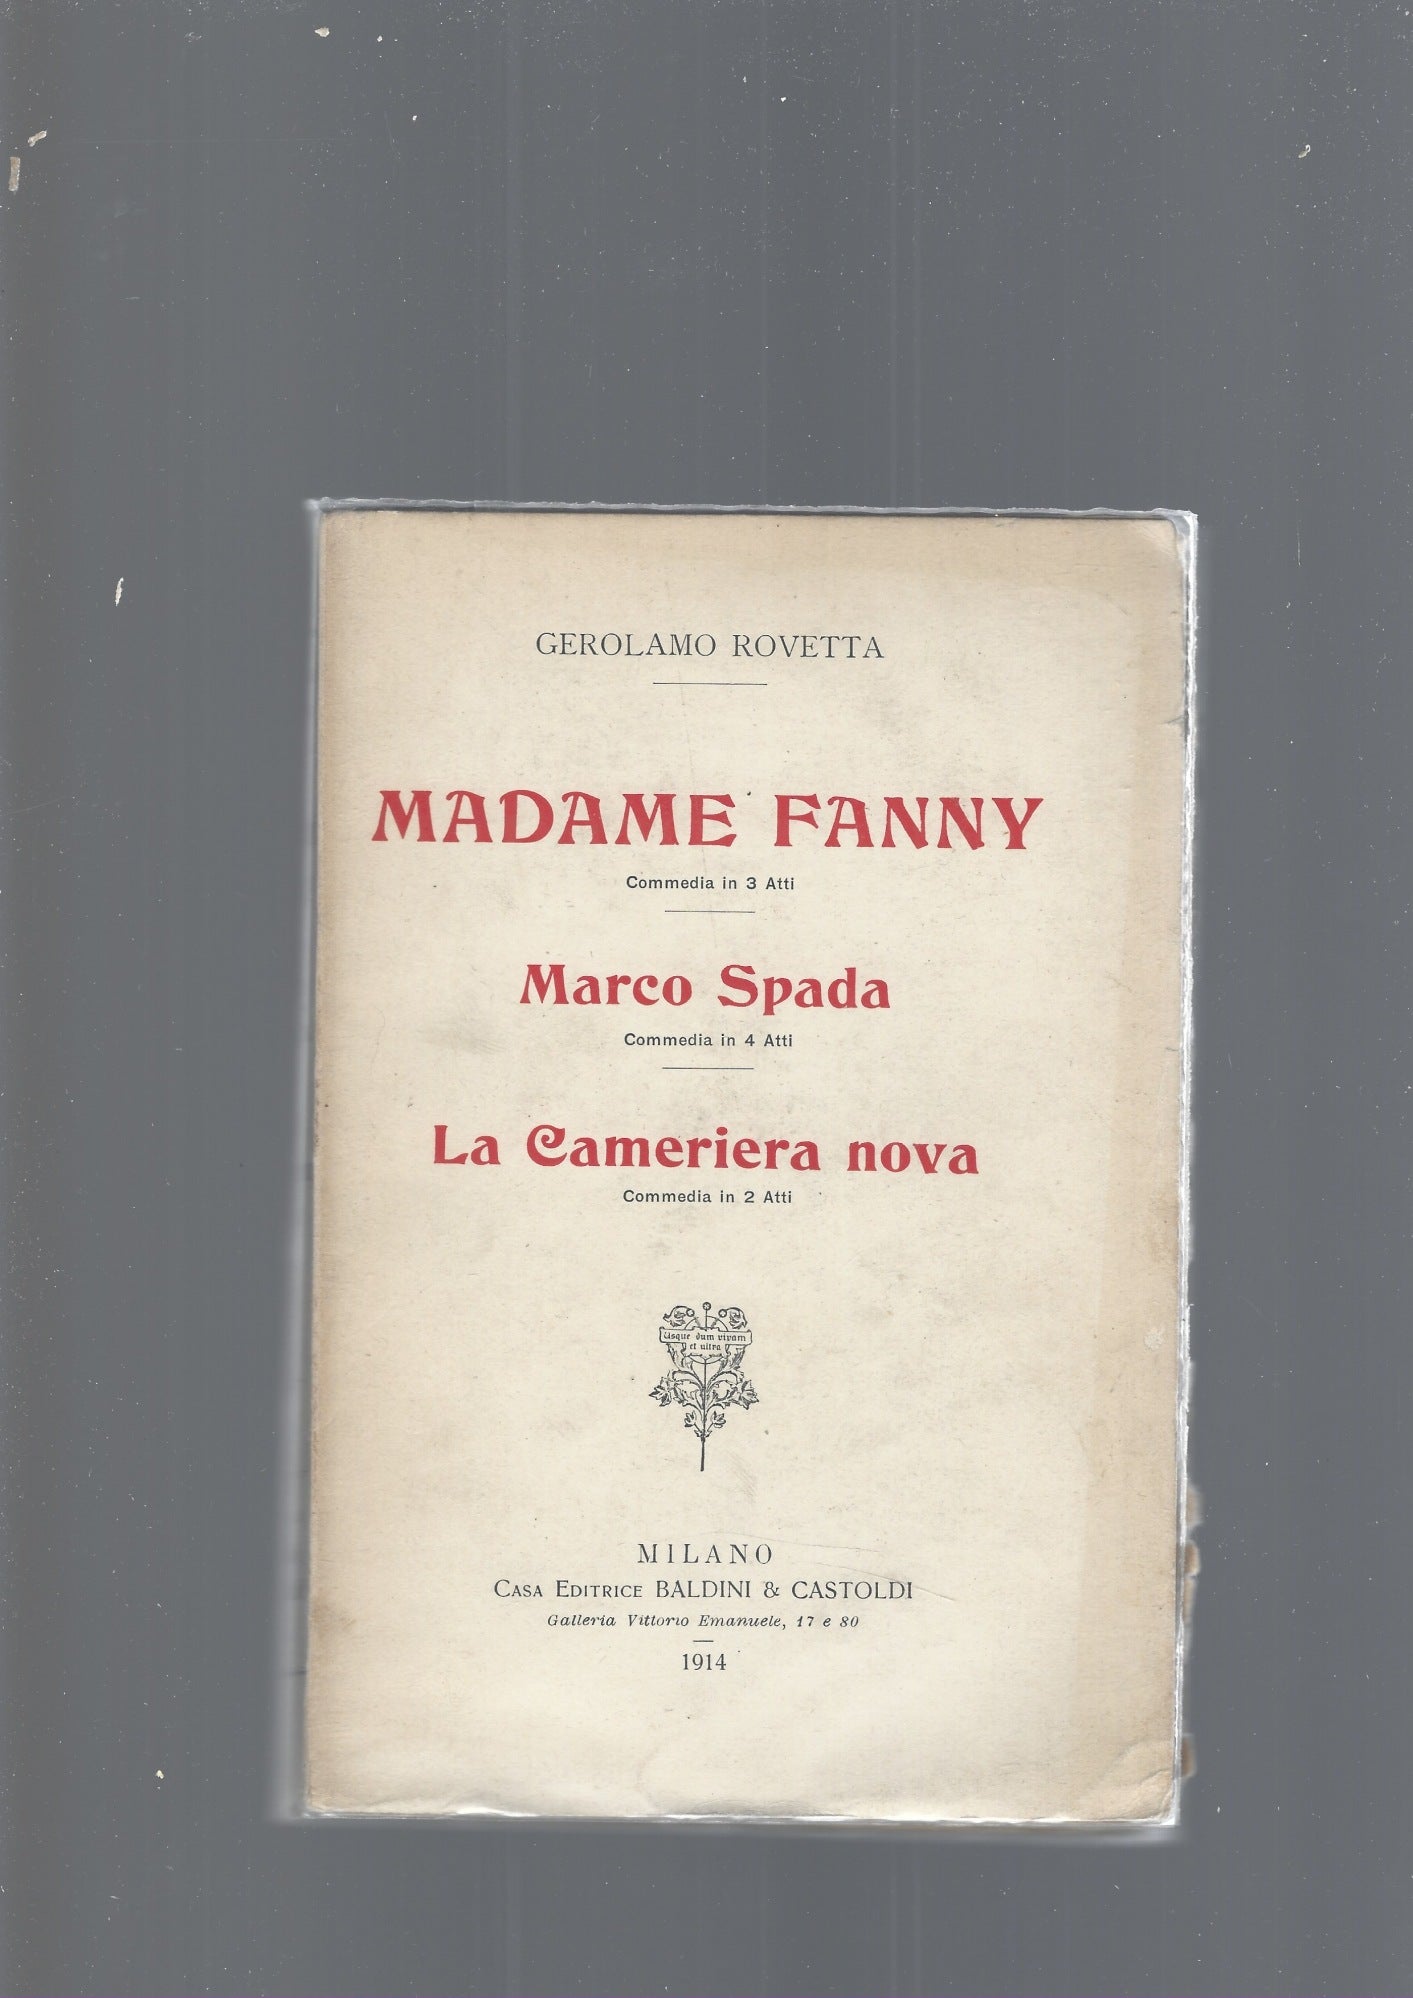 GEROLAMO ROVETTA
MADAME FANNY
Commedia in 3 Atti
Marco Spada
Commedia in 4 Atti
La Cameriera nova
Commedia in 2 Atti
Usque dum vivam
et ultra
MILANO
CASA EDITRICE BALDINI & CASTOLDI
Galleria Vittorio Emanuele, 17 e 80
1914